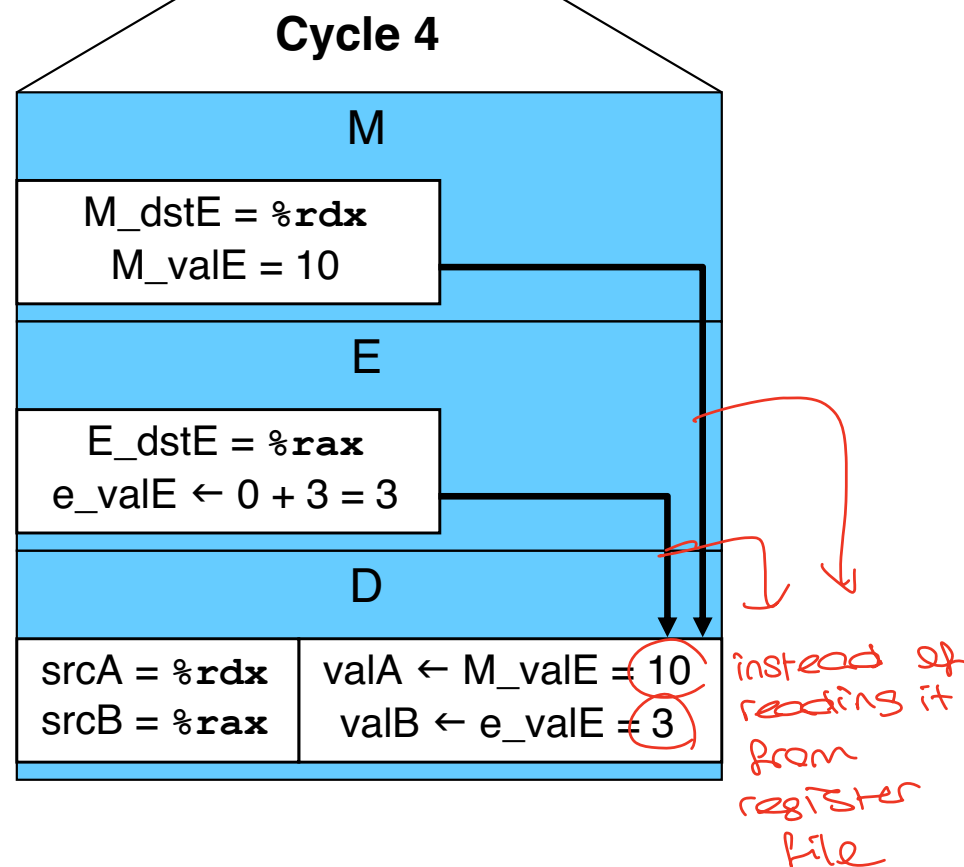 Cycle 4
M
M_dstE = %rdx
M_valE = 10
E
E_dstE = %rax
e_valE ← 0 + 3 = 3
D
srcA = %rdx
srcB = %rax
valA ← M_valE = 10
valB ← e_valE = 3
instead of
reading it
from
register
file